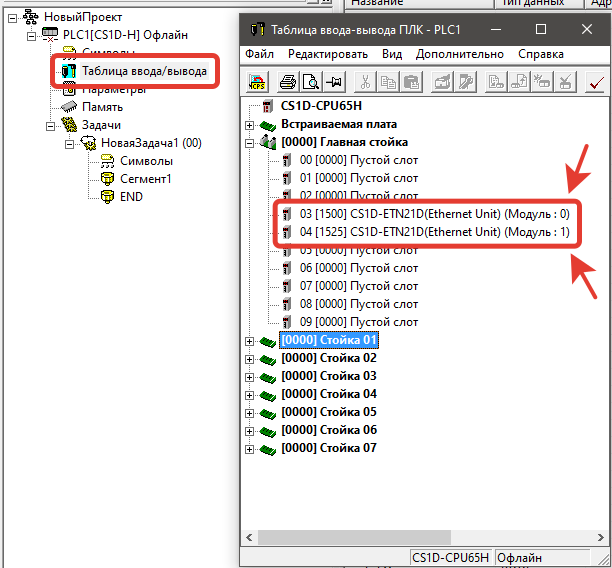 НовыйПроект
PLC1[CS1D-H] Офлайн
Символы
Таблица ввода/вывода
Параметры
Память
Задачи
НоваяЗадача1 (00)
Символы
Сегмент1
END
Название
Тип данных
Адр
Таблица ввода-вывода ПЛК - PLC1
Файл Редактировать Вид Дополнительно Справка
CPS
CS1D-CPU65H
Встраиваемая плата
[0000] Главная стойка
00 [0000] Пустой слот
01 [0000] Пустой слот
02 [0000] Пустой слот
03 [1500] CS1D-ETN21D(Ethernet Unit) (Модуль : 0)
04 [1525] CS1D-ETN21D(Ethernet Unit) (Модуль : 1)
05 [0000] Пустой слот
06 [0000] Пустой слот
07 [0000] Пустой слот
08 [0000] Пустой слот
09 [0000] Пустой слот
[0000] Стойка 01
[0000] Стойка 02
[0000] Стойка 03
[0000] Стойка 04
[0000] Стойка 05
[0000] Стойка 06
[0000] Стойка 07
CS1D-CPU65H Офлайн